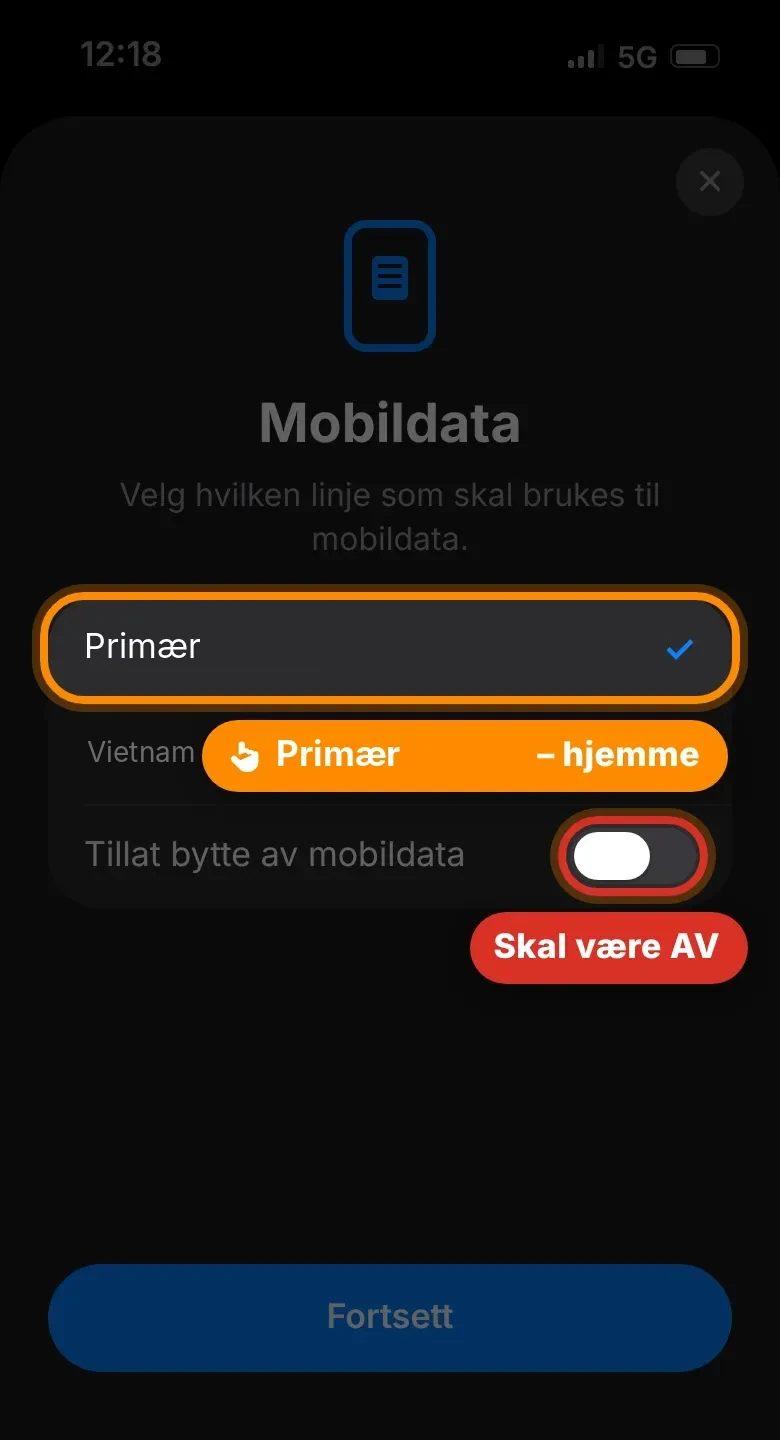 12:18
5G
Mobildata
Velg hvilken linje som skal brukes til
mobildata.
Primær
Vietnam
Primær – hjemme
Tillat bytte av mobildata
Skal være AV
Fortsett